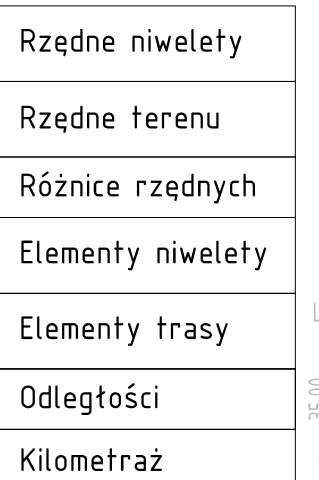 Rzędne niwelety
Rzędne terenu
Różnice rzędnych
Elementy niwelety
Elementy trasy
Odległości
Kilometraż